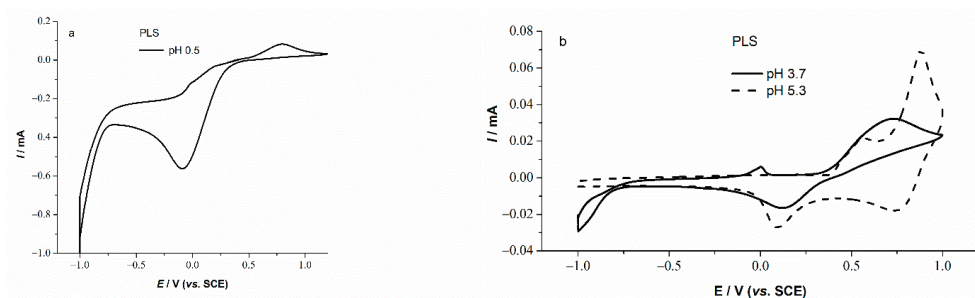 a
PLS
pH 0.5
0.2
0.0
−0.2
−0.4
−0.6
−0.8
−1.0
I / mA
−1.0
−0.5
0.0
0.5
1.0
E / V (vs. SCE)
b
PLS
pH 3.7
pH 5.3
0.08
0.06
0.04
0.02
0.00
−0.02
−0.04
I / mA
−1.0
−0.5
0.0
0.5
1.0
E / V (vs. SCE)